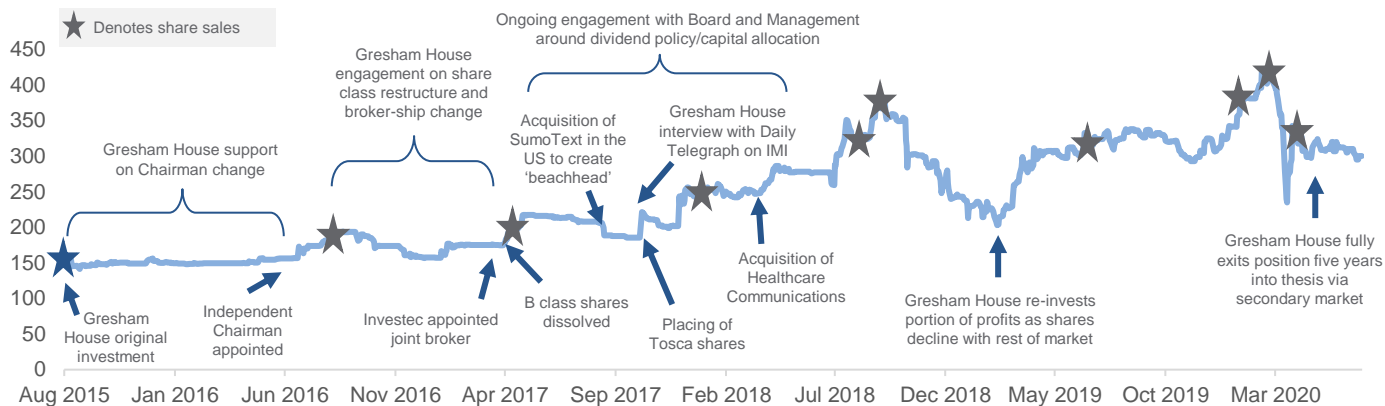 Denotes share sales
Ongoing engagement with Board and Management
around dividend policy/capital allocation
Gresham House
engagement on share
class restructure and
broker-ship change
Gresham House support
on Chairman change
Acquisition of
SumoText in the
US to create
‘beachhead’
Gresham House
interview with Daily
Telegraph on IMI
Gresham
House original
investment
Independent
Chairman
appointed
Investec appointed
joint broker
B class shares
dissolved
Placing of
Tosca shares
Acquisition of
Healthcare
Communications
Gresham House re-invests
portion of profits as shares
decline with rest of market
Gresham House fully
exits position five years
into thesis via
secondary market
450
400
350
300
250
200
150
100
50
0
Aug 2015 Jan 2016 Jun 2016 Nov 2016 Apr 2017 Sep 2017 Feb 2018 Jul 2018 Dec 2018 May 2019 Oct 2019 Mar 2020